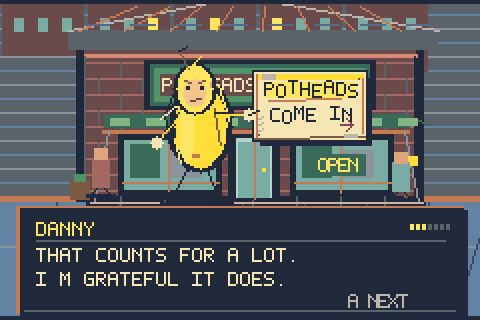 POTHEADS
COME IN
OPEN
DANNY
THAT COUNTS FOR A LOT.
I M GRATEFUL IT DOES.
A NEXT